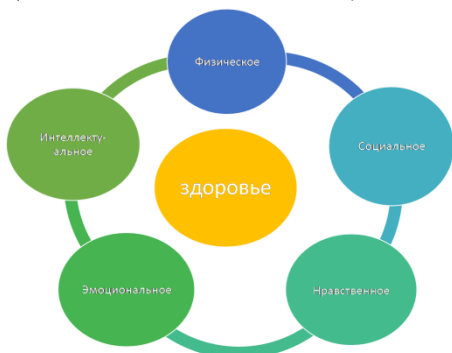 Физическое
Социальное
Нравственное
Эмоциональное
Интеллекту-
альное
здоровье